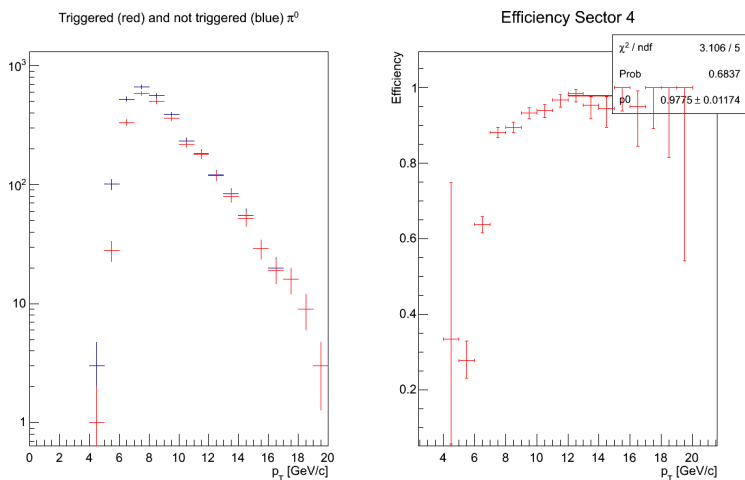 Triggered (red) and not triggered (blue) π⁰
10³
10²
10
1
0 2 4 6 8 10 12 14 16 18 20
p_T [GeV/c]
Efficiency Sector 4
χ² / ndf 3.106 / 5
Prob 0.6837
p0 0.9775 ± 0.01174
Efficiency
1
0.8
0.6
0.4
0.2
0 2 4 6 8 10 12 14 16 18 20
p_T [GeV/c]